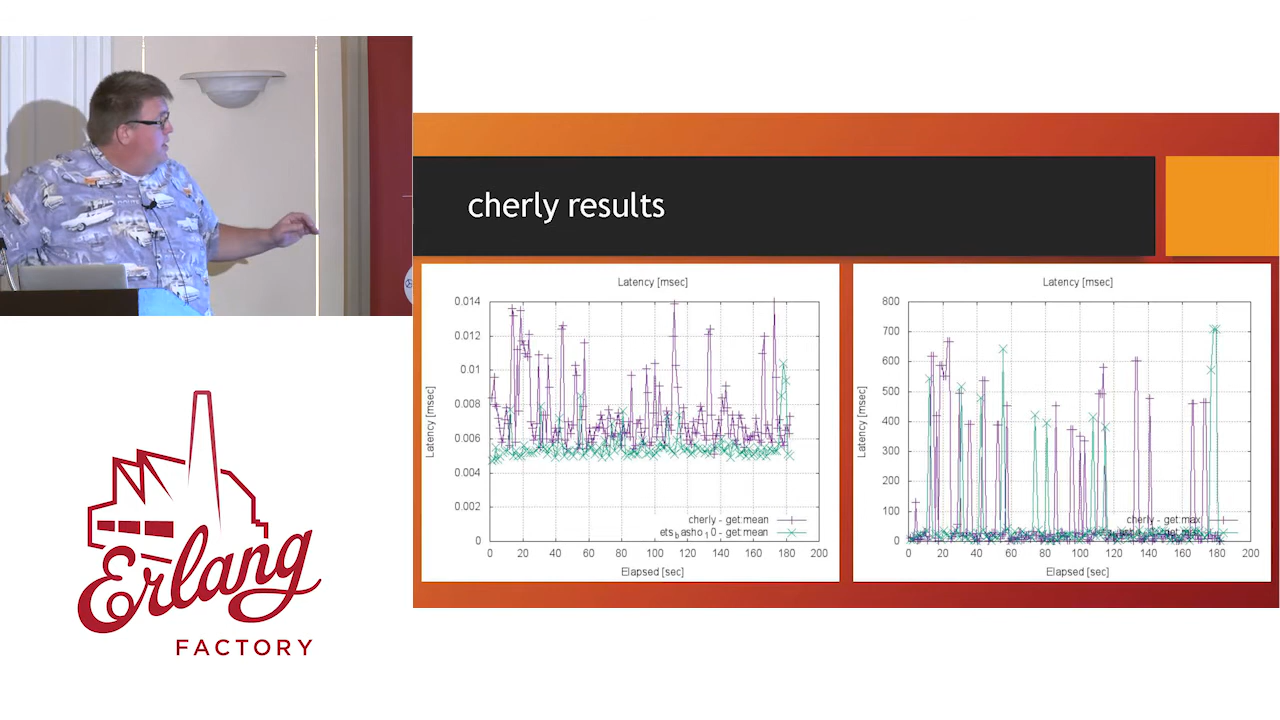 cherly results
Latency [msec]
0.014
0.012
0.01
0.008
0.006
0.004
0.002
0
0 20 40 60 80 100 120 140 160 180 200
Latency [msec]
Elapsed [sec]
cherly - get:mean
ets_basho_10 - get:mean
Latency [msec]
800
700
600
500
400
300
200
100
0
0 20 40 60 80 100 120 140 160 180 200
Latency [msec]
Elapsed [sec]
cherly - get:max
Erlang
FACTORY